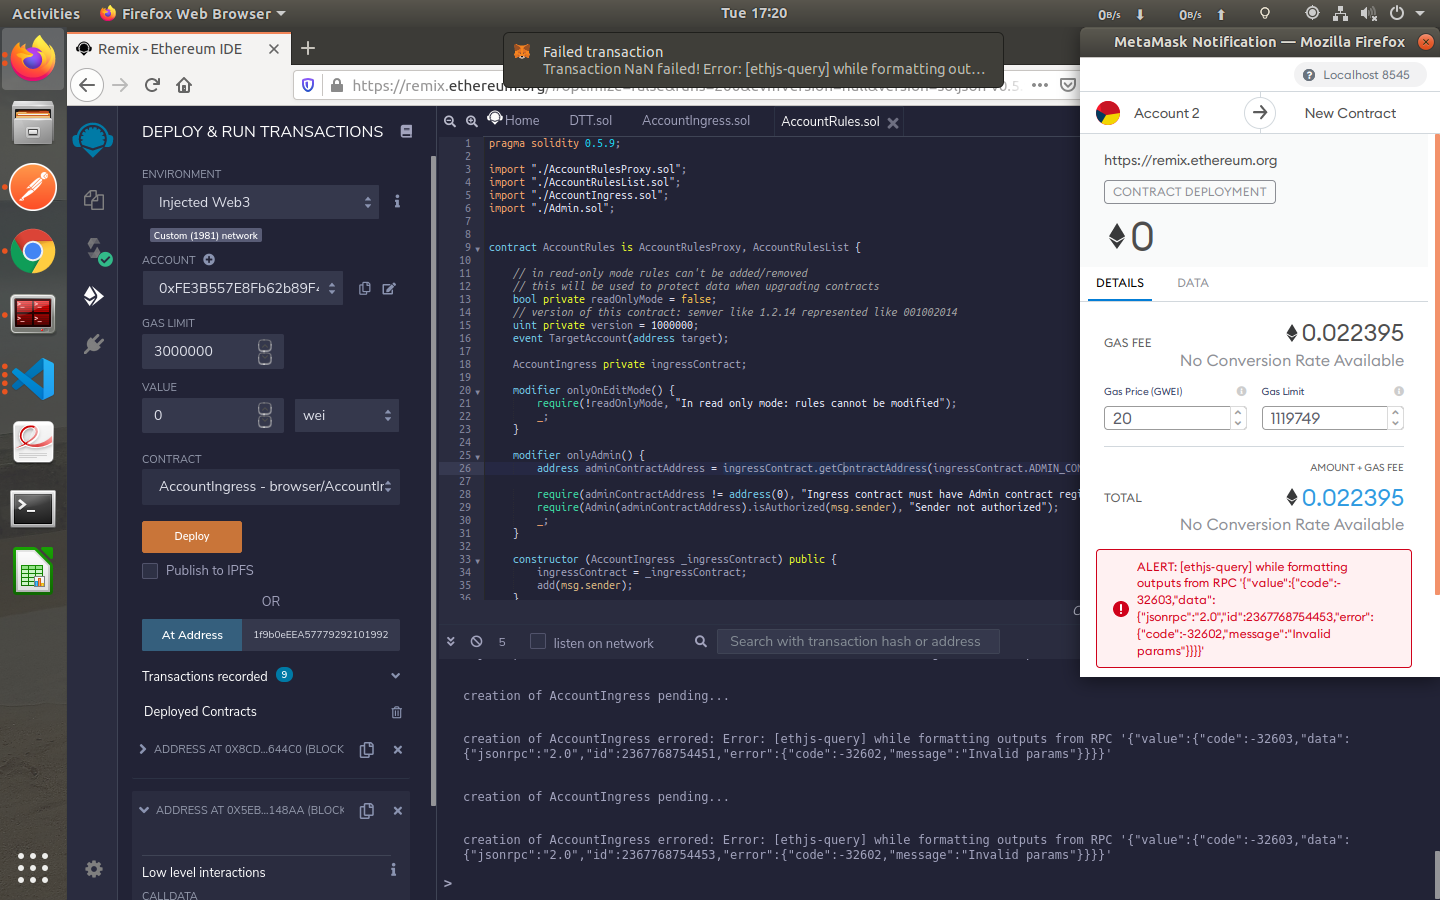 Activities
Firefox Web Browser
Tue 17:20
0B/s
0B/s
Remix - Ethereum IDE
Failed transaction
Transaction NaN failed! Error: [ethjs-query] while formatting out...
MetaMask Notification — Mozilla Firefox
DEPLOY & RUN TRANSACTIONS
ENVIRONMENT
Injected Web3
Custom (1981) network
ACCOUNT
0xFE3B557E8Fb62b89F4
GAS LIMIT
3000000
VALUE
0
wei
CONTRACT
AccountIngress - browser/AccountIr
Deploy
Publish to IPFS
OR
At Address
1f9b0eEEA57779292101992
Transactions recorded 9
Deployed Contracts
ADDRESS AT 0X8CD...644C0 (BLOCK
ADDRESS AT 0X5EB...148AA (BLOCK
Low level interactions
CALLDATA
Home
DTT.sol
AccountIngress.sol
AccountRules.sol
1 pragma solidity 0.5.9;
2
3 import "./AccountRulesProxy.sol";
4 import "./AccountRulesList.sol";
5 import "./AccountIngress.sol";
6 import "./Admin.sol";
7
8
9 contract AccountRules is AccountRulesProxy, AccountRulesList {
10
11 // in read-only mode rules can't be added/removed
12 // this will be used to protect data when upgrading contracts
13 bool private readOnlyMode = false;
14 // version of this contract: semver like 1.2.14 represented like 001002014
15 uint private version = 1000000;
16 event TargetAccount(address target);
17
18 AccountIngress private ingressContract;
19
20 modifier onlyOnEditMode() {
21 require(!readOnlyMode, "In read only mode: rules cannot be modified");
22 _;
23 }
24
25 modifier onlyAdmin() {
26 address adminContractAddress = ingressContract.getContractAddress(ingressContract.ADMIN_CON
27
28 require(adminContractAddress != address(0), "Ingress contract must have Admin contract regi
29 require(Admin(adminContractAddress).isAuthorized(msg.sender), "Sender not authorized");
30 _;
31 }
32
33 constructor (AccountIngress _ingressContract) public {
34 ingressContract = _ingressContract;
35 add(msg.sender);
36 }
5
listen on network
Search with transaction hash or address
creation of AccountIngress pending...
creation of AccountIngress errored: Error: [ethjs-query] while formatting outputs from RPC '{"value":{"code":-32603,"data":
{"jsonrpc":"2.0","id":2367768754451,"error":{"code":-32602,"message":"Invalid params"}}}}'
creation of AccountIngress pending...
creation of AccountIngress errored: Error: [ethjs-query] while formatting outputs from RPC '{"value":{"code":-32603,"data":
{"jsonrpc":"2.0","id":2367768754453,"error":{"code":-32602,"message":"Invalid params"}}}}'
>
Localhost 8545
Account 2
New Contract
https://remix.ethereum.org
CONTRACT DEPLOYMENT
0
DETAILS
DATA
GAS FEE
0.022395
No Conversion Rate Available
Gas Price (GWEI)
Gas Limit
20
1119749
AMOUNT + GAS FEE
TOTAL
0.022395
No Conversion Rate Available
ALERT: [ethjs-query] while formatting
outputs from RPC '{"value":{"code":-
32603,"data":
{"jsonrpc":"2.0","id":2367768754453,"error":
{"code":-32602,"message":"Invalid
params"}}}}'